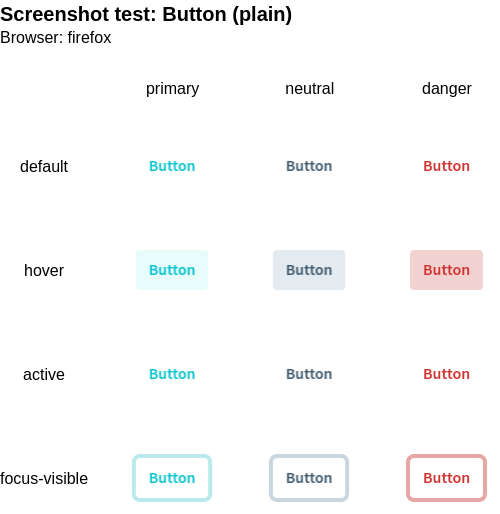 Screenshot test: Button (plain)
Browser: firefox
primary neutral danger
default Button Button Button
hover Button Button Button
active Button Button Button
focus-visible Button Button Button